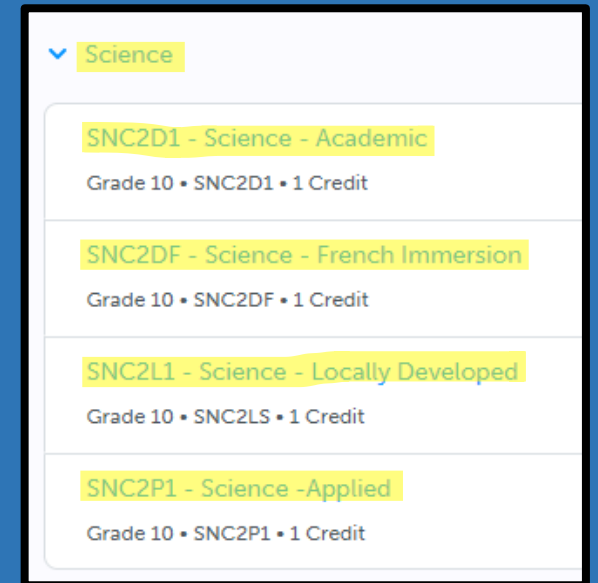 Science
SNC2D1 - Science - Academic
Grade 10 • SNC2D1 • 1 Credit
SNC2DF - Science - French Immersion
Grade 10 • SNC2DF • 1 Credit
SNC2L1 - Science - Locally Developed
Grade 10 • SNC2LS • 1 Credit
SNC2P1 - Science -Applied
Grade 10 • SNC2P1 • 1 Credit